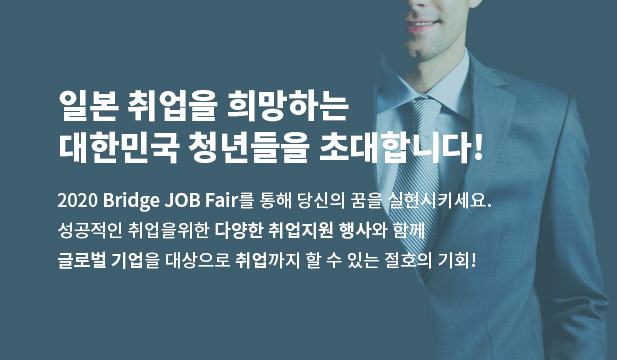 일본 취업을 희망하는
대한민국 청년들을 초대합니다!
2020 Bridge JOB Fair를 통해 당신의 꿈을 실현시키세요.
성공적인 취업을위한 다양한 취업지원 행사와 함께
글로벌 기업을 대상으로 취업까지 할 수 있는 절호의 기회!